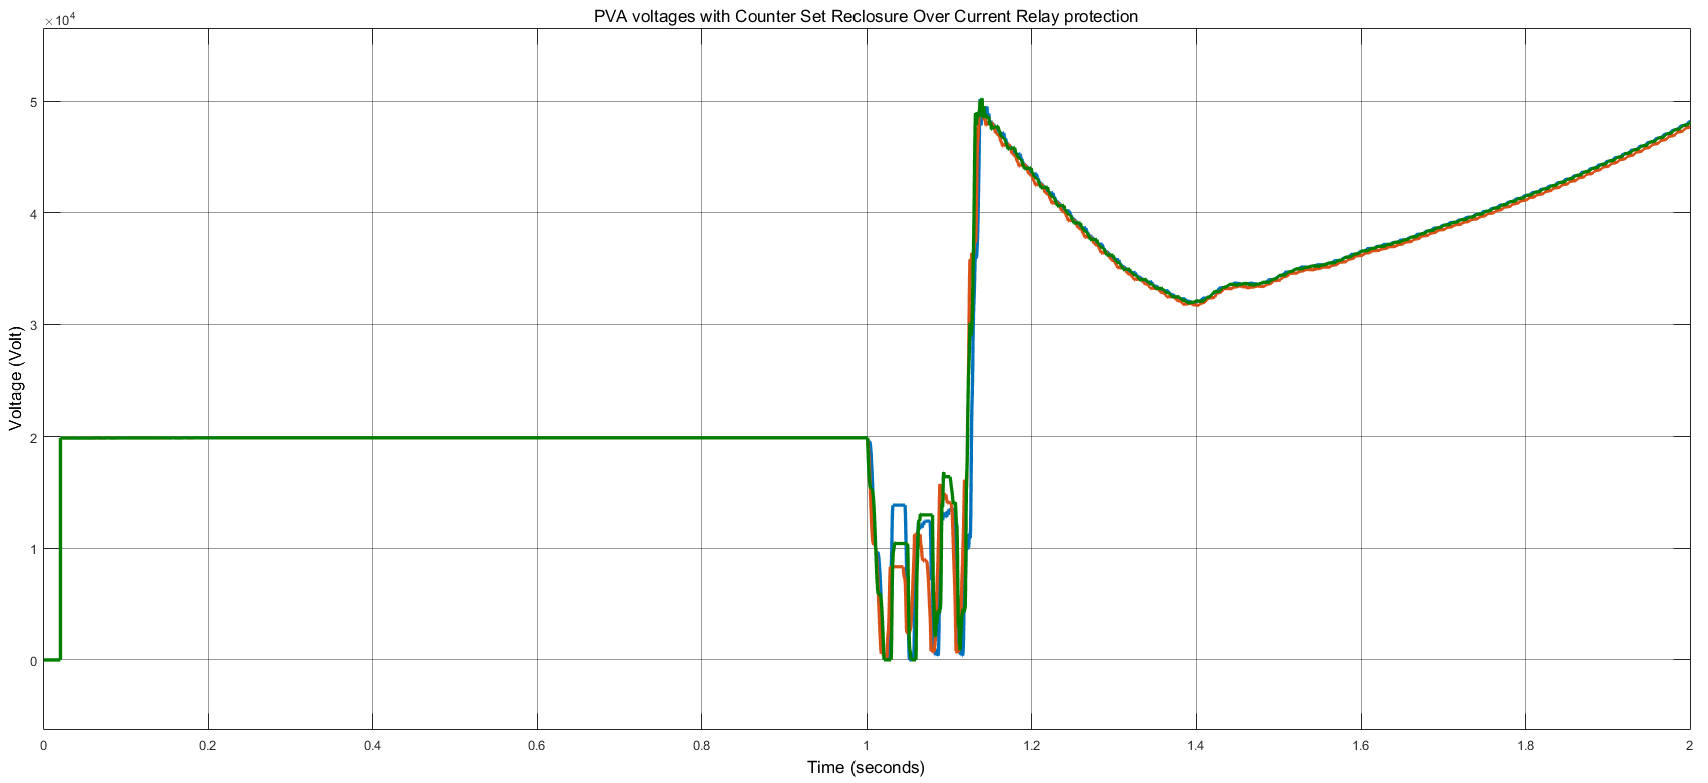 PVA voltages with Counter Set Reclosure Over Current Relay protection
×10⁴
5
4
3
2
1
0
Voltage (Volt)
0 0.2 0.4 0.6 0.8 1 1.2 1.4 1.6 1.8 2
Time (seconds)